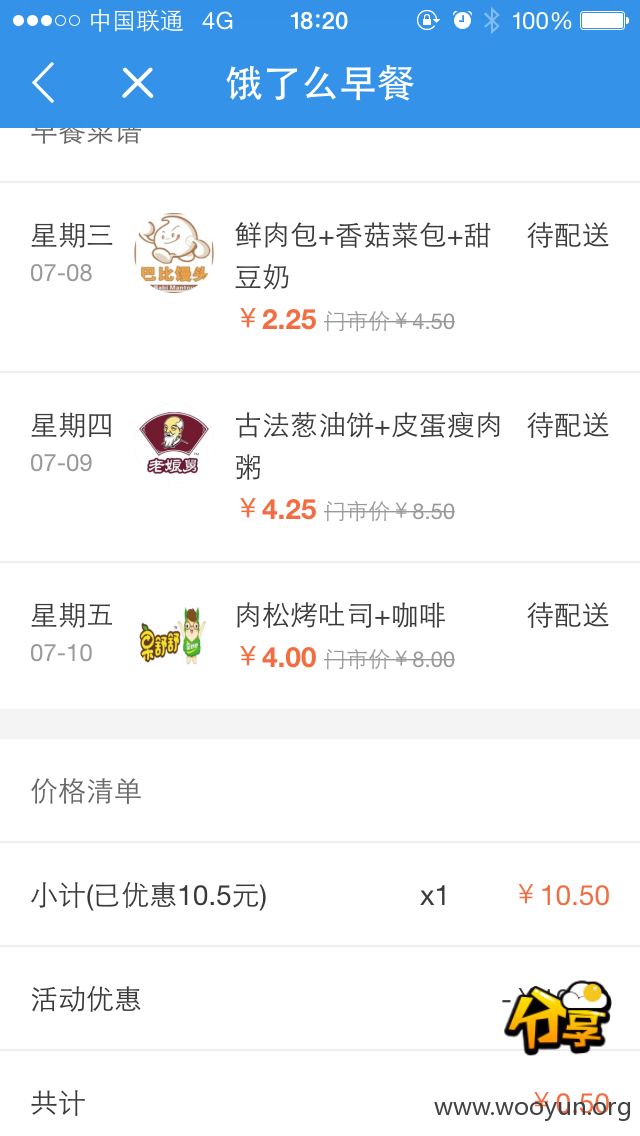 中国联通 4G 18:20 100%
饿了么早餐
早餐菜谱
星期三 鲜肉包+香菇菜包+甜 待配送
07-08 豆奶
巴比馒头
¥2.25 门市价¥4.50
星期四 古法葱油饼+皮蛋瘦肉 待配送
07-09 粥
老娘舅
¥4.25 门市价¥8.50
星期五 肉松烤吐司+咖啡 待配送
07-10
果舒舒
¥4.00 门市价¥8.00
价格清单
小计(已优惠10.5元) x1 ¥10.50
活动优惠
分享
共计 ¥0.50
www.wooyun.org